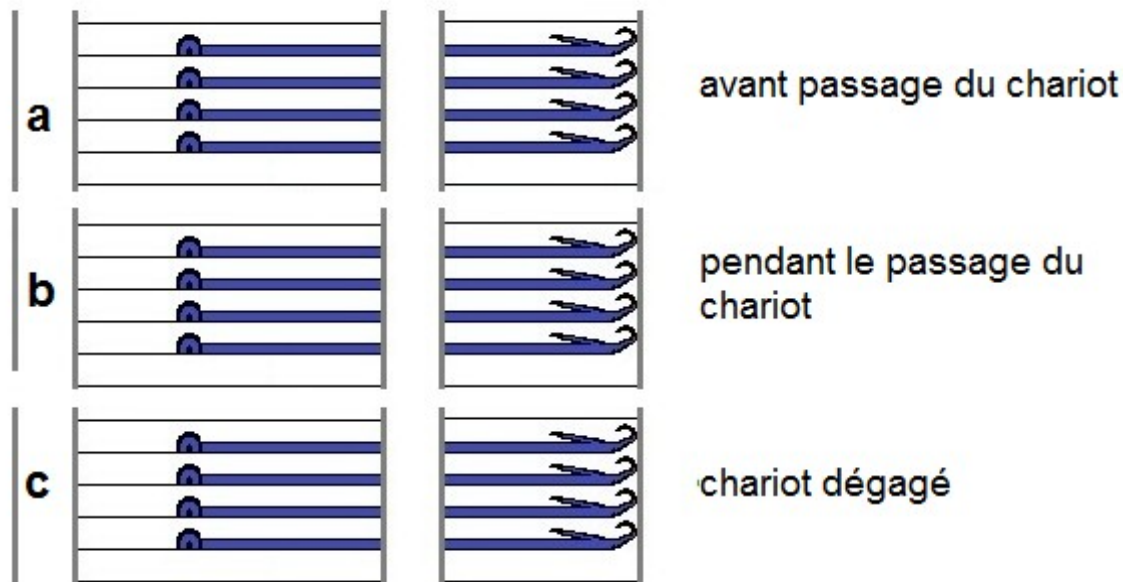 a
avant passage du chariot
b
pendant le passage du
chariot
c
chariot dégagé